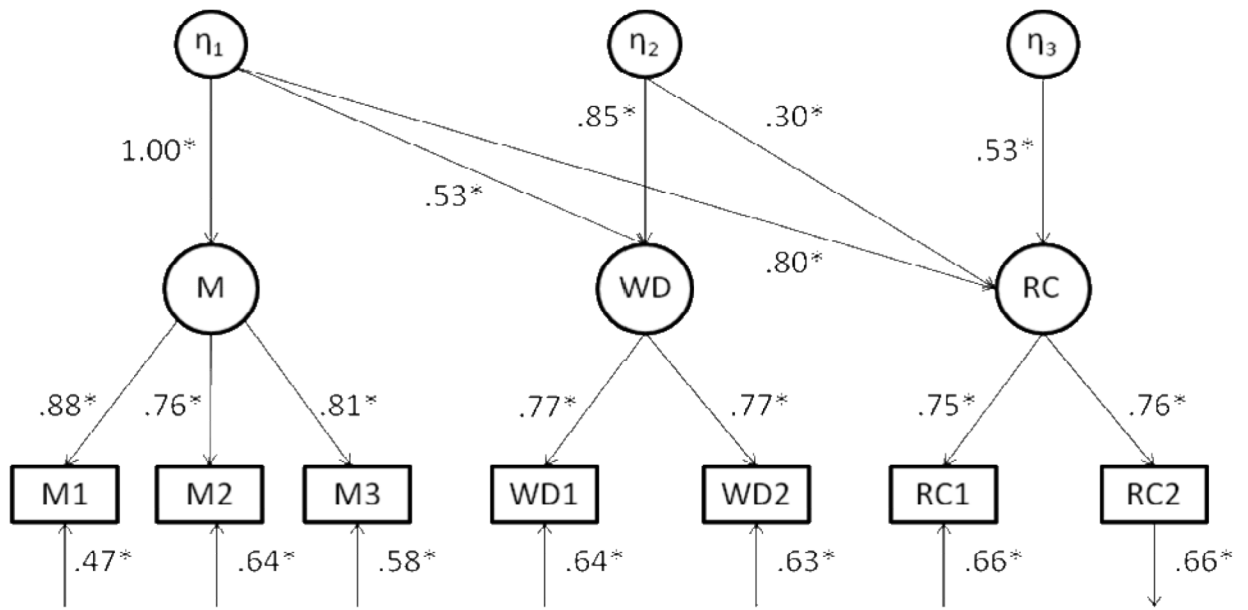 η1 η2 η3
1.00* .53* .85* .30* .80* .53*
M WD RC
.88* .76* .81* .77* .77* .75* .76*
M1 M2 M3 WD1 WD2 RC1 RC2
.47* .64* .58* .64* .63* .66* .66*